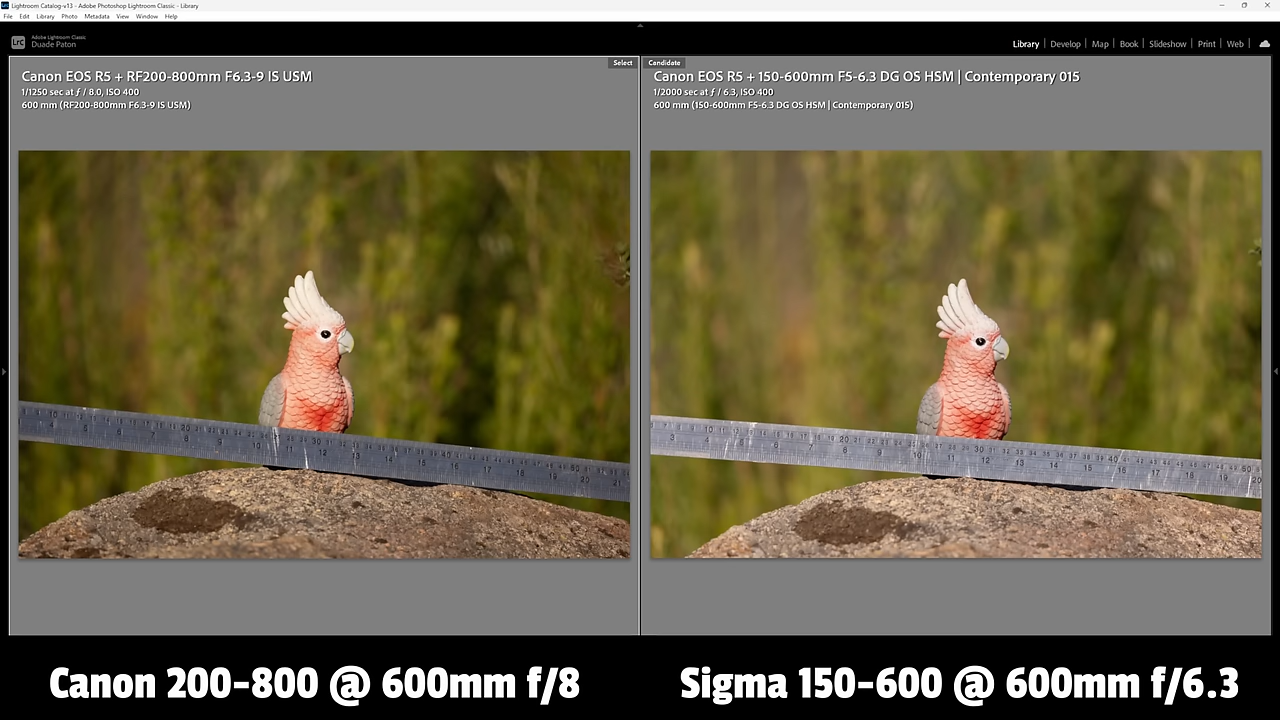 Lightroom Catalog-v13 - Adobe Photoshop Lightroom Classic - Library
File Edit Library Photo Metadata View Window Help
LrC
Adobe Lightroom Classic
Duade Paton
Library | Develop | Map | Book | Slideshow | Print | Web
Canon EOS R5 + RF200-800mm F6.3-9 IS USM
1/1250 sec at ƒ / 8.0, ISO 400
600 mm (RF200-800mm F6.3-9 IS USM)
Select
Candidate
Canon EOS R5 + 150-600mm F5-6.3 DG OS HSM | Contemporary 015
1/2000 sec at ƒ / 6.3, ISO 400
600 mm (150-600mm F5-6.3 DG OS HSM | Contemporary 015)
Canon 200-800 @ 600mm f/8
Sigma 150-600 @ 600mm f/6.3